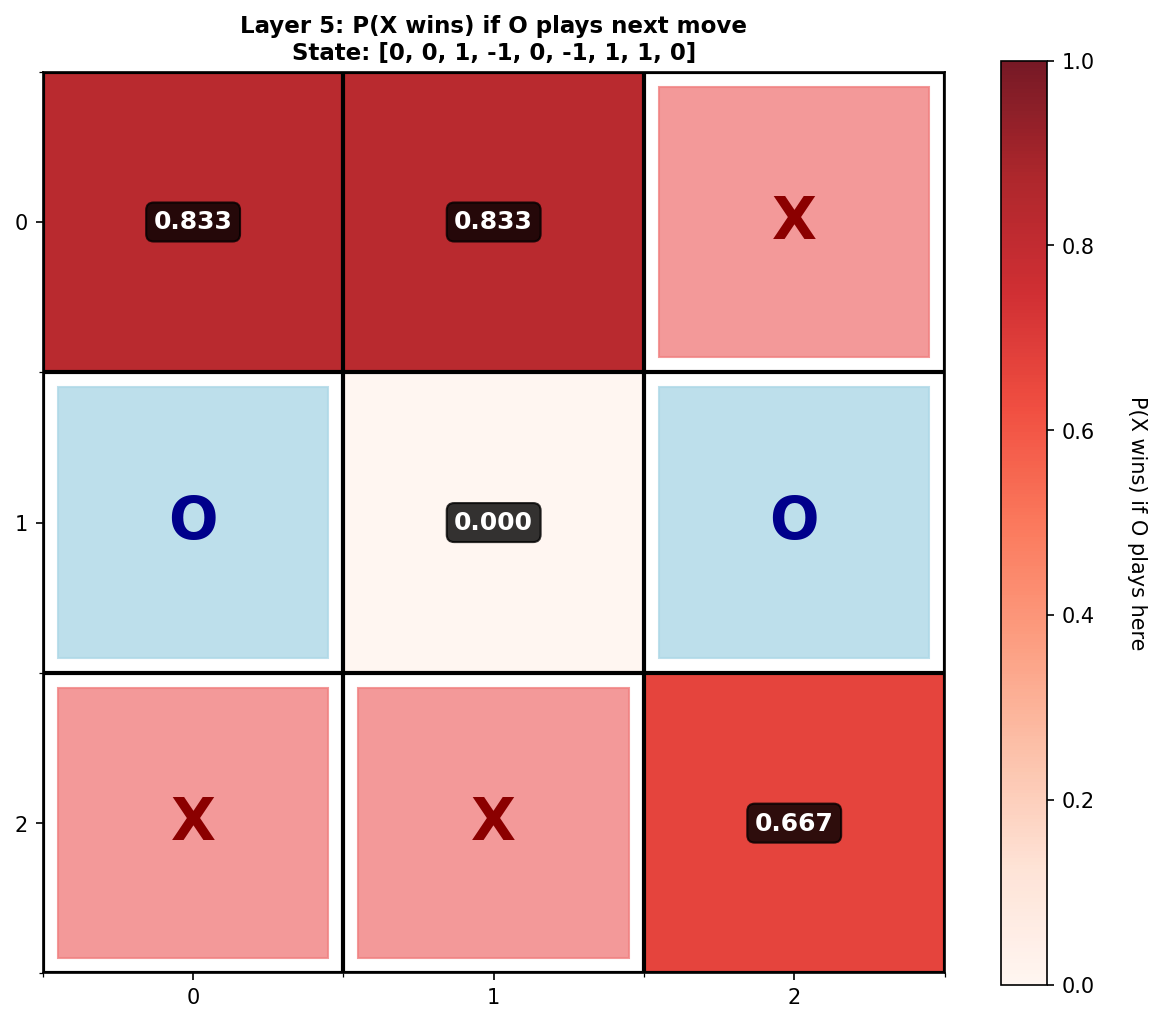 Layer 5: P(X wins) if O plays next move
State: [0, 0, 1, -1, 0, -1, 1, 1, 0]
0
0.833
0.833
X
1
O
0.000
O
2
X
X
0.667
0
1
2
1.0
0.8
0.6
0.4
0.2
0.0
P(X wins) if O plays here